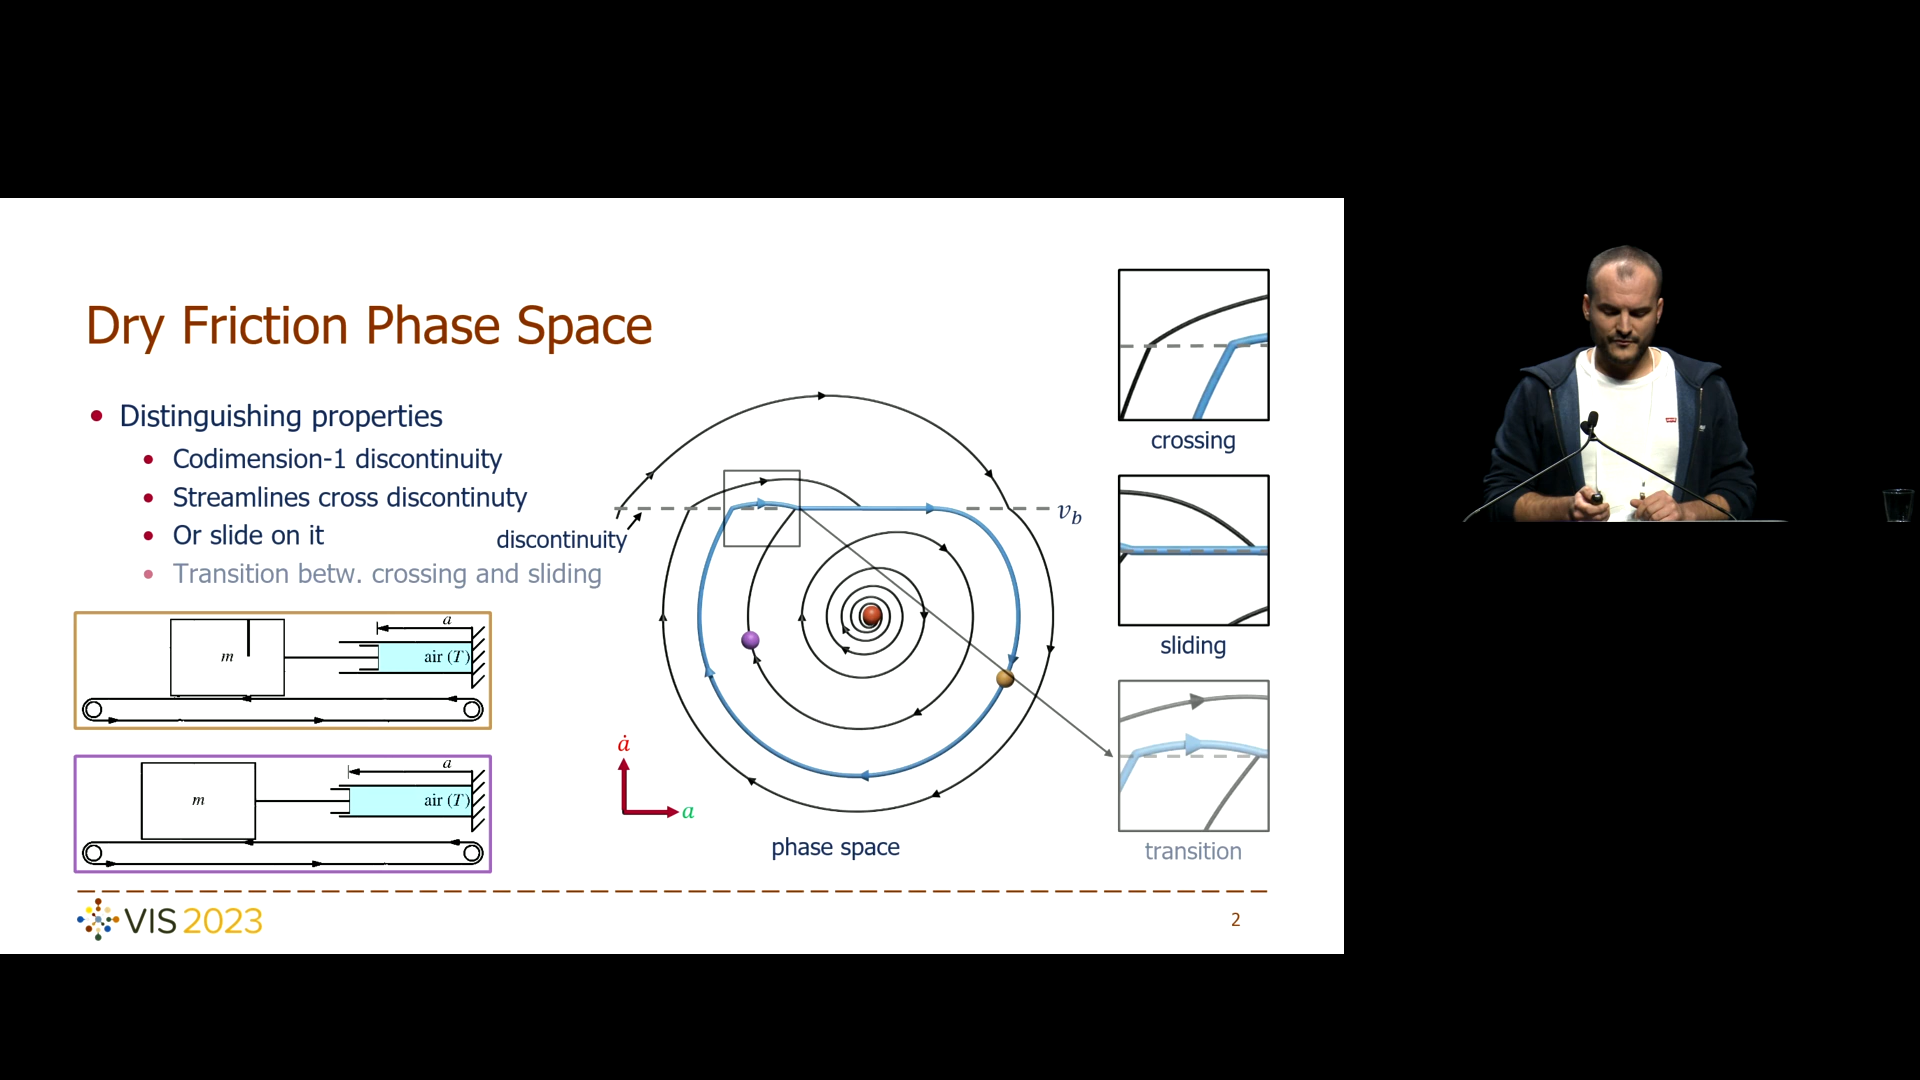 Dry Friction Phase Space
Distinguishing properties
Codimension-1 discontinuity
Streamlines cross discontinuty
Or slide on it
Transition betw. crossing and sliding
discontinuity
v_b
ȧ
a
phase space
crossing
sliding
transition
a
m
air (T)
a
m
air (T)
VIS 2023
2